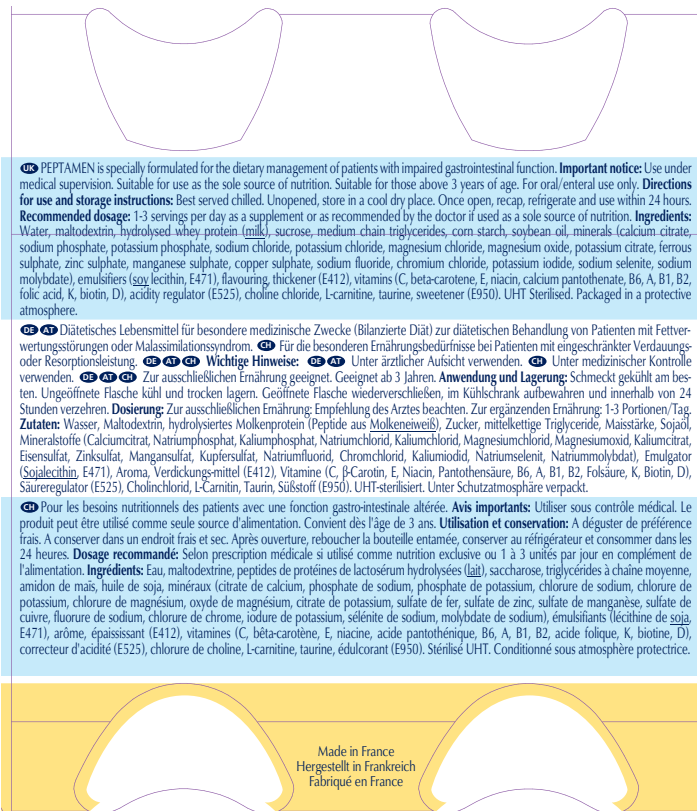 UK PEPTAMEN is specially formulated for the dietary management of patients with impaired gastrointestinal function. Important notice: Use under
medical supervision. Suitable for use as the sole source of nutrition. Suitable for those above 3 years of age. For oral/enteral use only. Directions
for use and storage instructions: Best served chilled. Unopened, store in a cool dry place. Once open, recap, refrigerate and use within 24 hours.
Recommended dosage: 1-3 servings per day as a supplement or as recommended by the doctor if used as a sole source of nutrition. Ingredients:
Water, maltodextrin, hydrolysed whey protein (milk), sucrose, medium chain triglycerides, corn starch, soybean oil, minerals (calcium citrate,
sodium phosphate, potassium phosphate, sodium chloride, potassium chloride, magnesium chloride, magnesium oxide, potassium citrate, ferrous
sulphate, zinc sulphate, manganese sulphate, copper sulphate, sodium fluoride, chromium chloride, potassium iodide, sodium selenite, sodium
molybdate), emulsifiers (soy lecithin, E471), flavouring, thickener (E412), vitamins (C, beta-carotene, E, niacin, calcium pantothenate, B6, A, B1, B2,
folic acid, K, biotin, D), acidity regulator (E525), choline chloride, L-carnitine, taurine, sweetener (E950). UHT Sterilised. Packaged in a protective
atmosphere.
DE AT Diätetisches Lebensmittel für besondere medizinische Zwecke (Bilanzierte Diät) zur diätetischen Behandlung von Patienten mit Fettver-
wertungsstörungen oder Malassimilationssyndrom. CH Für die besonderen Ernährungsbedürfnisse bei Patienten mit eingeschränkter Verdauungs-
oder Resorptionsleistung. DE AT CH Wichtige Hinweise: DE AT Unter ärztlicher Aufsicht verwenden. CH Unter medizinischer Kontrolle
verwenden. DE AT CH Zur ausschließlichen Ernährung geeignet. Geeignet ab 3 Jahren. Anwendung und Lagerung: Schmeckt gekühlt am bes-
ten. Ungeöffnete Flasche kühl und trocken lagern. Geöffnete Flasche wiederverschließen, im Kühlschrank aufbewahren und innerhalb von 24
Stunden verzehren. Dosierung: Zur ausschließlichen Ernährung: Empfehlung des Arztes beachten. Zur ergänzenden Ernährung: 1-3 Portionen/Tag.
Zutaten: Wasser, Maltodextrin, hydrolysiertes Molkenprotein (Peptide aus Molkeneiweiß), Zucker, mittelkettige Triglyceride, Maisstärke, Sojaöl,
Mineralstoffe (Calciumcitrat, Natriumphosphat, Kaliumphosphat, Natriumchlorid, Kaliumchlorid, Magnesiumchlorid, Magnesiumoxid, Kaliumcitrat,
Eisensulfat, Zinksulfat, Mangansulfat, Kupfersulfat, Natriumfluorid, Chromchlorid, Kaliumiodid, Natriumselenit, Natriummolybdat), Emulgator
(Sojalecithin, E471), Aroma, Verdickungs-mittel (E412), Vitamine (C, β-Carotin, E, Niacin, Pantothensäure, B6, A, B1, B2, Folsäure, K, Biotin, D),
Säureregulator (E525), Cholinchlorid, L-Carnitin, Taurin, Süßstoff (E950). UHT-sterilisiert. Unter Schutzatmosphäre verpackt.
CH Pour les besoins nutritionnels des patients avec une fonction gastro-intestinale altérée. Avis importants: Utiliser sous contrôle médical. Le
produit peut être utilisé comme seule source d'alimentation. Convient dès l'âge de 3 ans. Utilisation et conservation: A déguster de préférence
frais. A conserver dans un endroit frais et sec. Après ouverture, reboucher la bouteille entamée, conserver au réfrigérateur et consommer dans les
24 heures. Dosage recommandé: Selon prescription médicale si utilisé comme nutrition exclusive ou 1 à 3 unités par jour en complément de
l'alimentation. Ingrédients: Eau, maltodextrine, peptides de protéines de lactosérum hydrolysées (lait), saccharose, triglycérides à chaîne moyenne,
amidon de maïs, huile de soja, minéraux (citrate de calcium, phosphate de sodium, phosphate de potassium, chlorure de sodium, chlorure de
potassium, chlorure de magnésium, oxyde de magnésium, citrate de potassium, sulfate de fer, sulfate de zinc, sulfate de manganèse, sulfate de
cuivre, fluorure de sodium, chlorure de chrome, iodure de potassium, sélénite de sodium, molybdate de sodium), émulsifiants (lécithine de soja,
E471), arôme, épaississant (E412), vitamines (C, bêta-carotène, E, niacine, acide pantothénique, B6, A, B1, B2, acide folique, K, biotine, D),
correcteur d'acidité (E525), chlorure de choline, L-carnitine, taurine, édulcorant (E950). Stérilisé UHT. Conditionné sous atmosphère protectrice.
Made in France
Hergestellt in Frankreich
Fabriqué en France